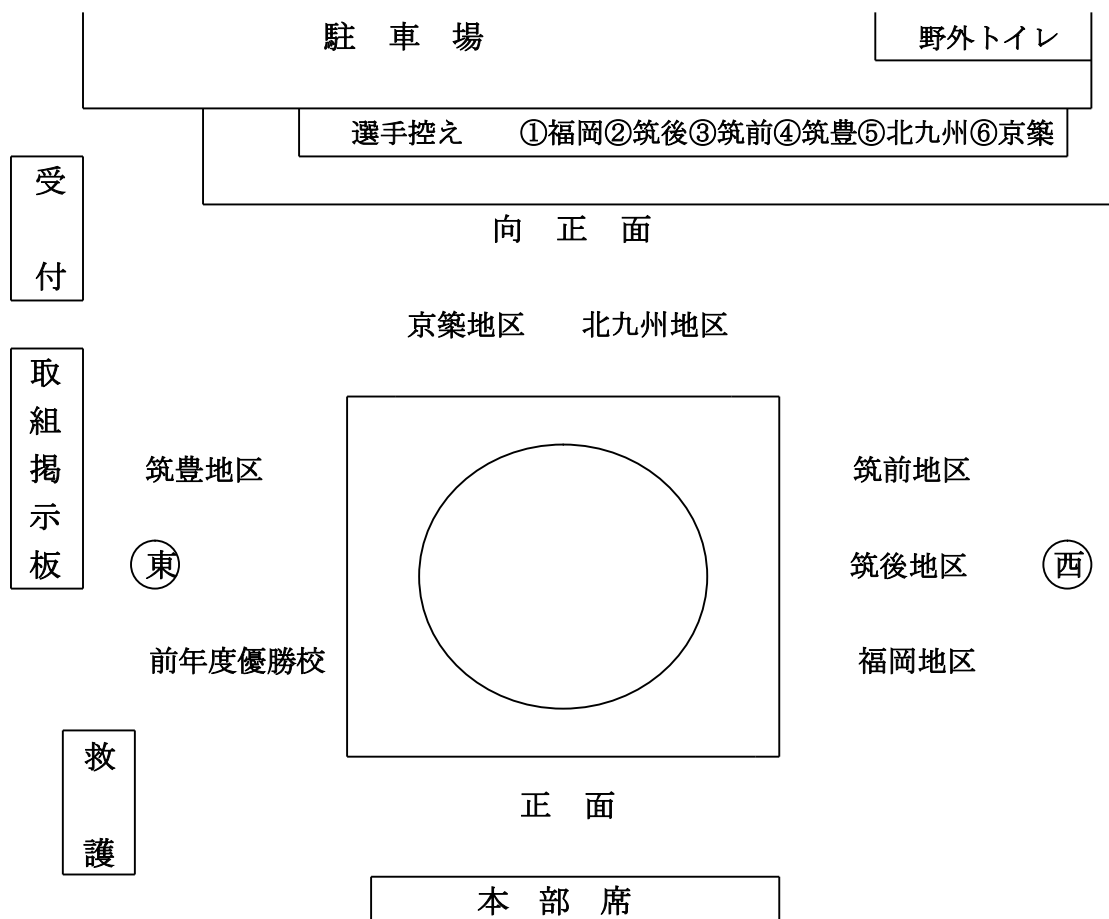 駐　車　場
野外トイレ
選手控え　　①福岡②筑後③筑前④筑豊⑤北九州⑥京築
受付
向　正　面
京築地区　　北九州地区
取組掲示板
筑豊地区
筑前地区
東
筑後地区
西
前年度優勝校
福岡地区
救護
正　面
本　部　席